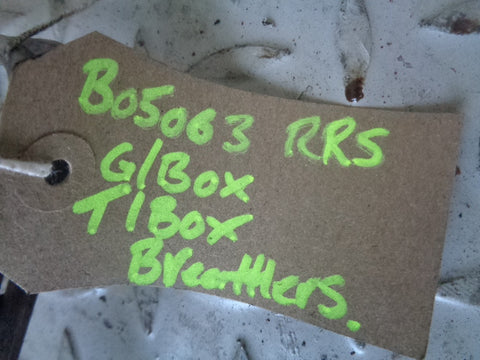 B05063 RRS
G/Box
T/Box
Breathers.